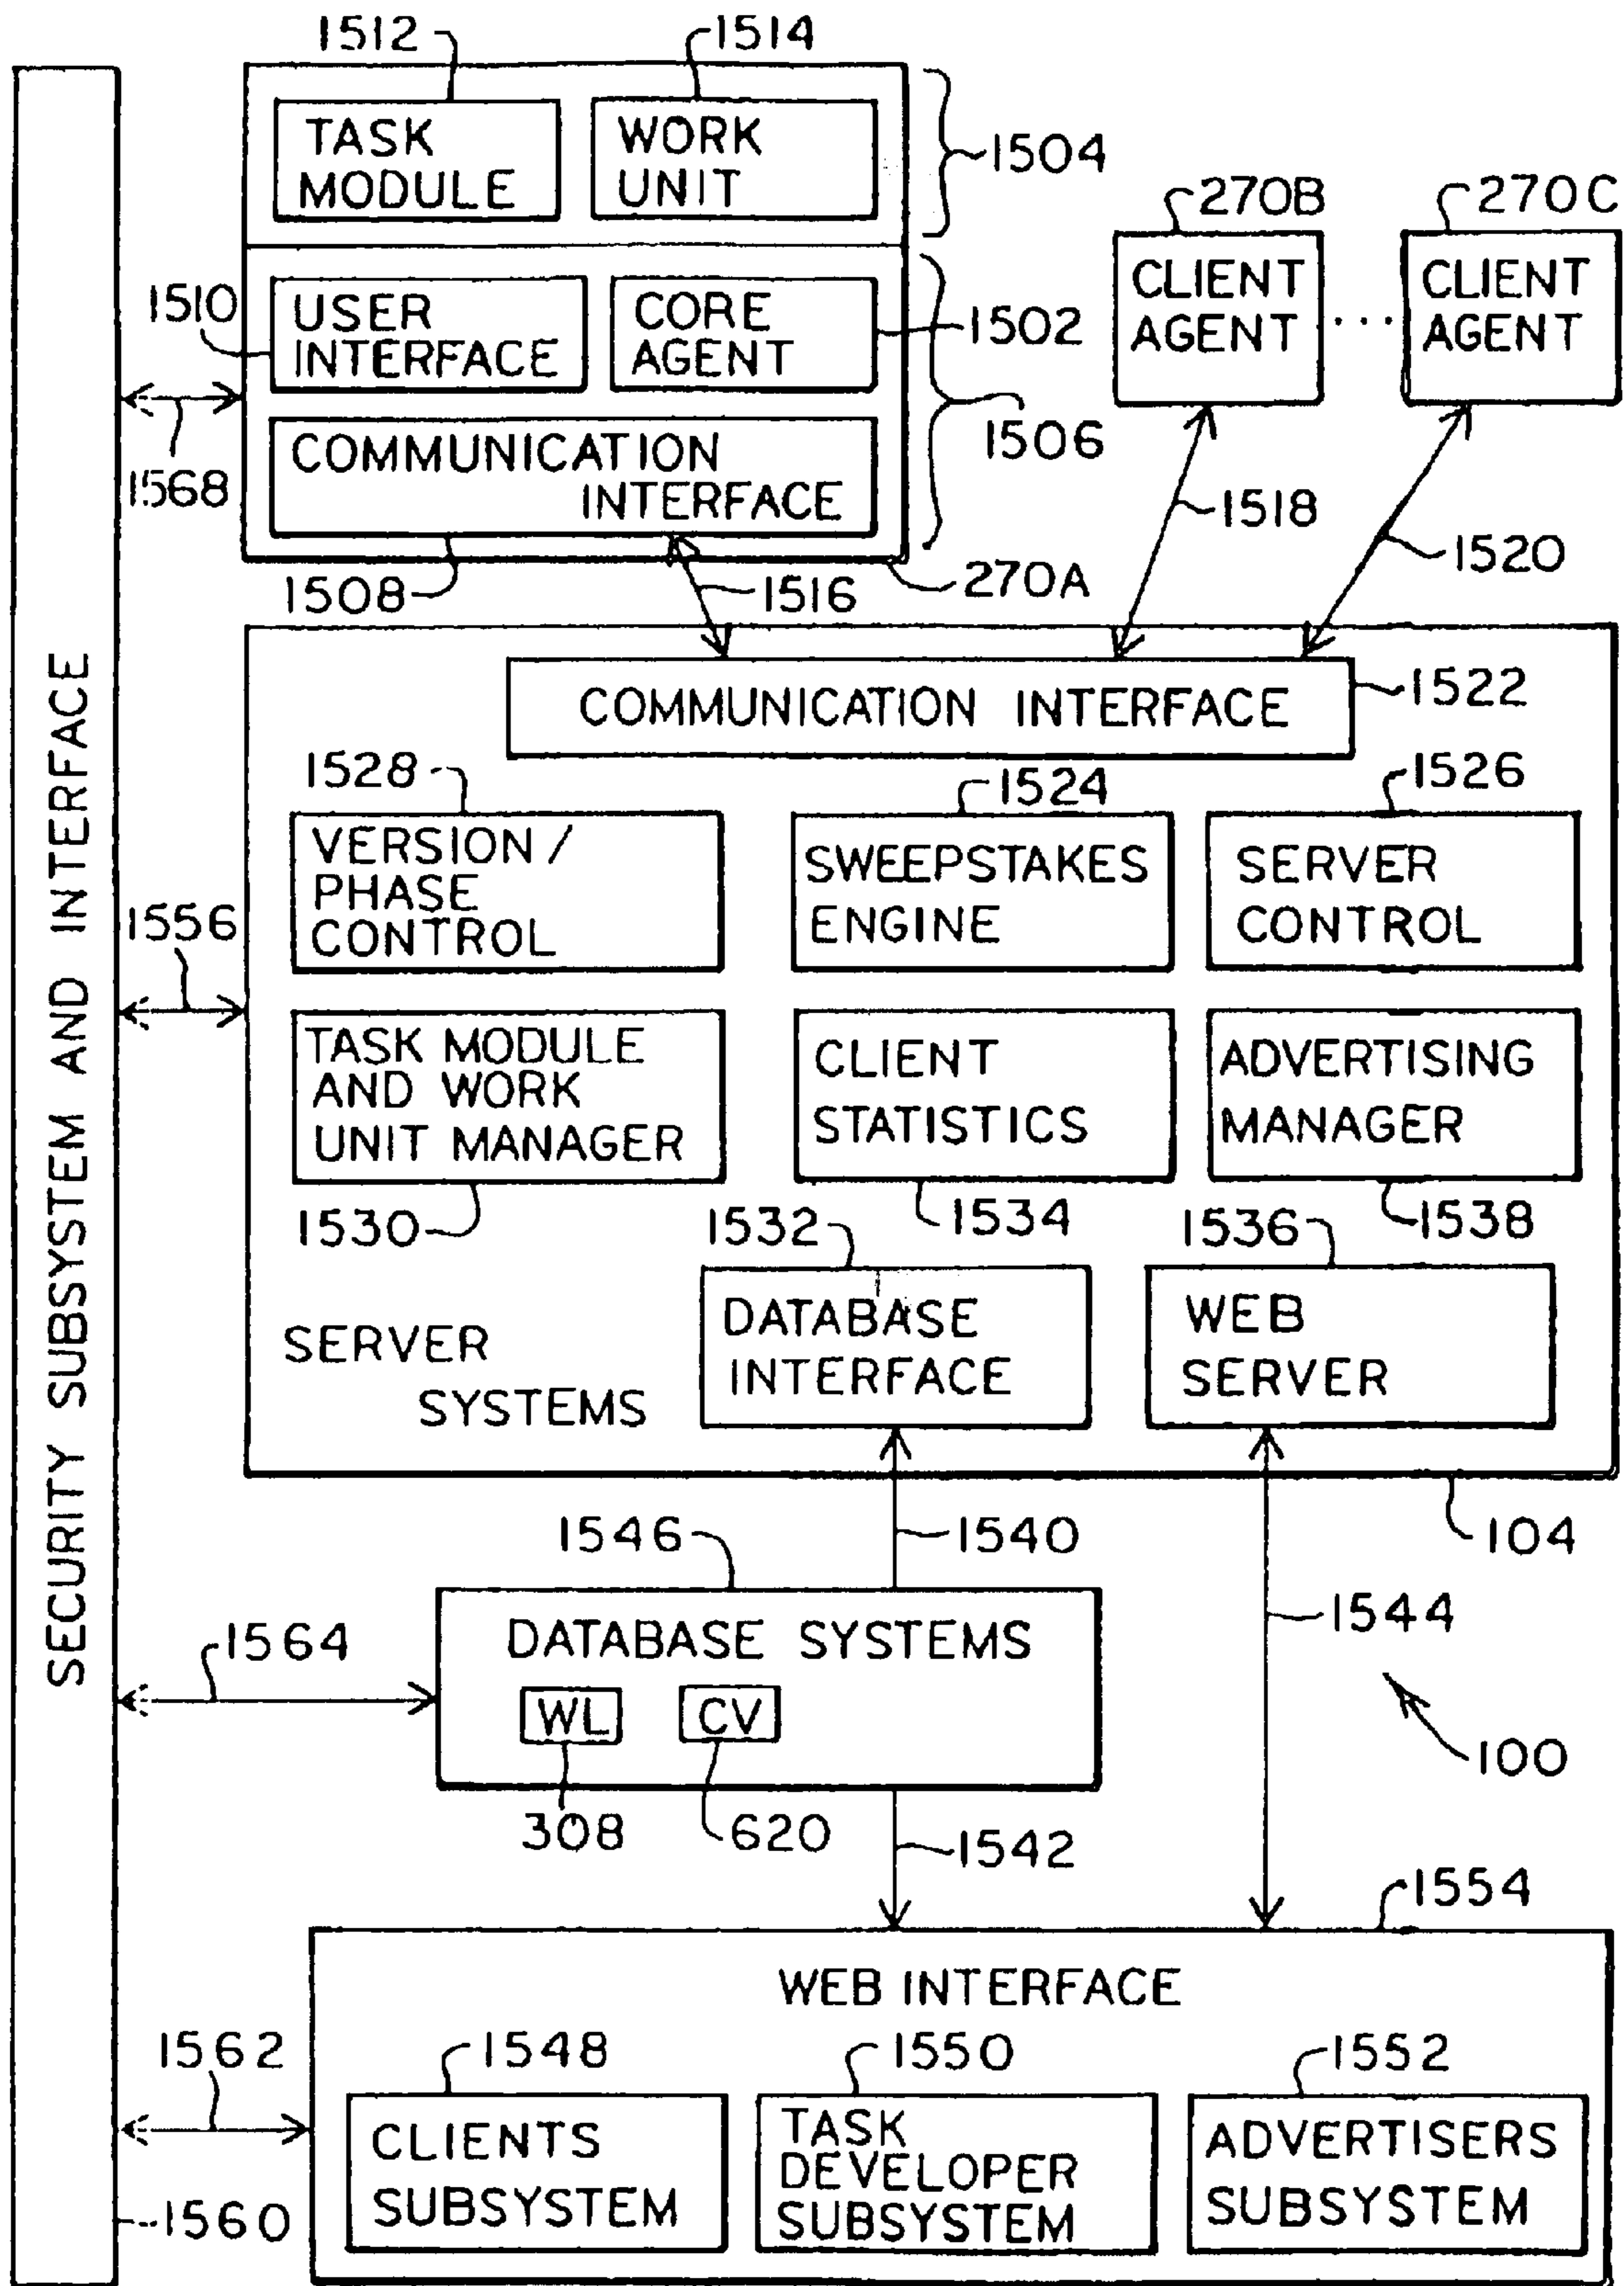 1512
1514
TASK
MODULE
WORK
UNIT
1504
270B
270C
CLIENT
AGENT
...
CLIENT
AGENT
1510
USER
INTERFACE
CORE
AGENT
1502
1506
COMMUNICATION
INTERFACE
1568
1508
1516
270A
1518
1520
SECURITY SUBSYSTEM AND INTERFACE
COMMUNICATION INTERFACE
1522
1528
1524
1526
VERSION/
PHASE
CONTROL
SWEEPSTAKES
ENGINE
SERVER
CONTROL
1556
TASK MODULE
AND WORK
UNIT MANAGER
CLIENT
STATISTICS
ADVERTISING
MANAGER
1530
1532
1534
1536
1538
SERVER
SYSTEMS
DATABASE
INTERFACE
WEB
SERVER
1546
1540
104
1564
DATABASE SYSTEMS
WL
CV
308
620
1544
100
1542
1554
WEB INTERFACE
1562
1548
1550
1552
CLIENTS
SUBSYSTEM
TASK
DEVELOPER
SUBSYSTEM
ADVERTISERS
SUBSYSTEM
1560